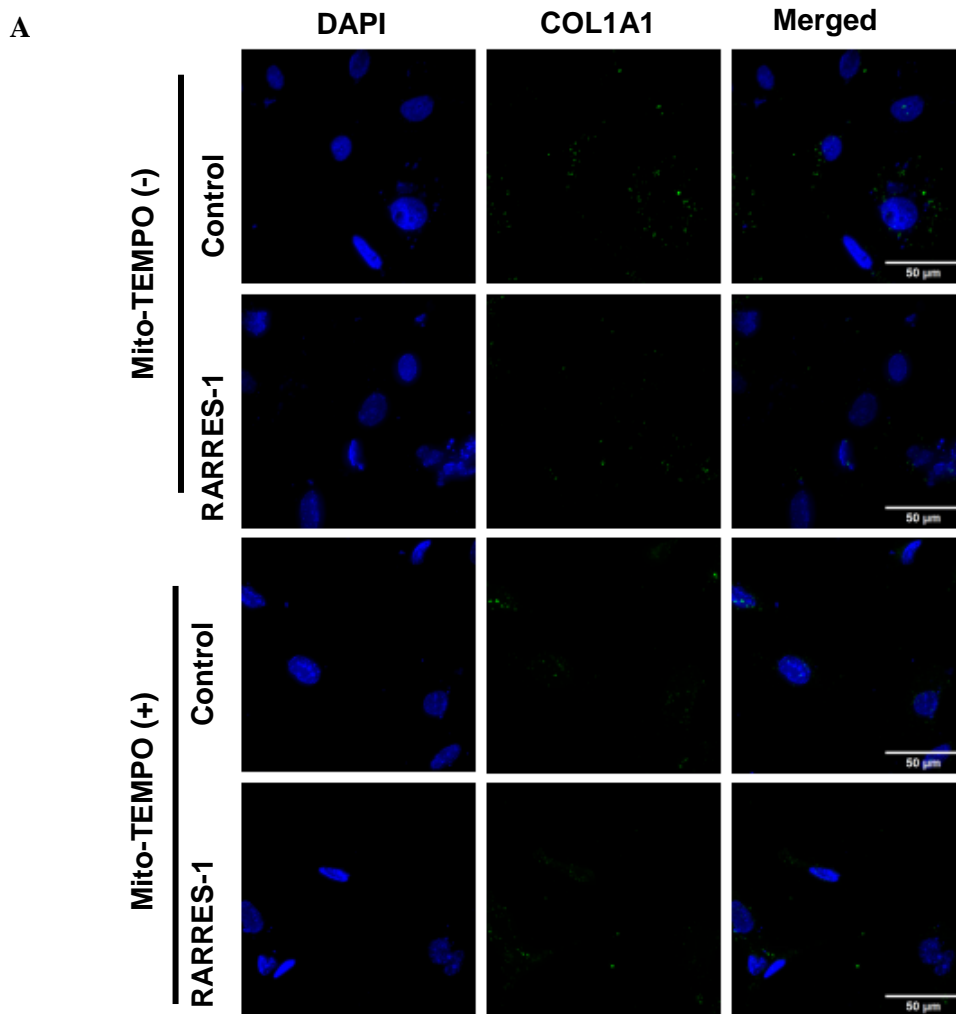 A
DAPI COL1A1 Merged
Mito-TEMPO (-)
Control
50 µm
RARRES-1
50 µm
Mito-TEMPO (+)
Control
50 µm
RARRES-1
50 µm